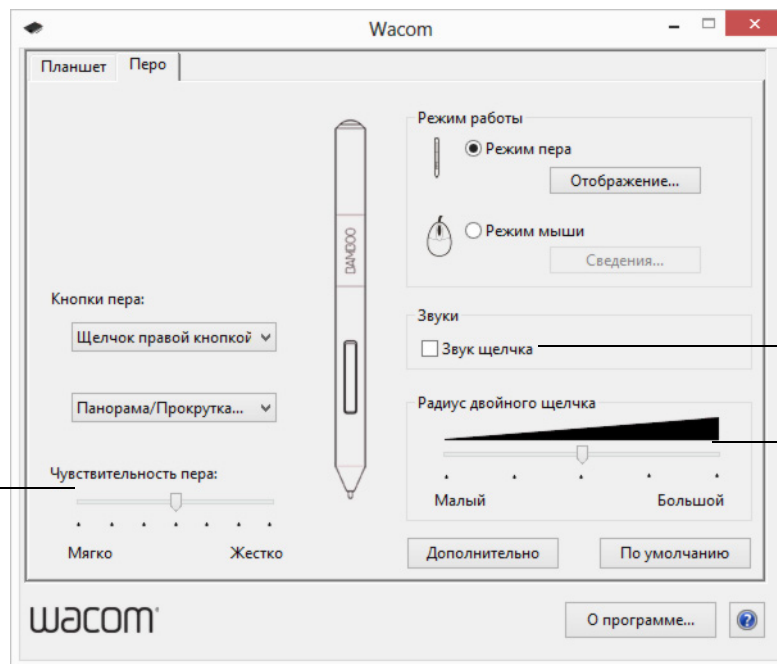 Wacom
Планшет
Перо
Режим работы
Режим пера
Отображение...
Режим мыши
Сведения...
BAMBOO
Кнопки пера:
Щелчок правой кнопкой
Панорама/Прокрутка...
Звуки
Звук щелчка
Радиус двойного щелчка
Малый
Большой
Чувствительность пера:
Мягко
Жестко
Дополнительно
По умолчанию
wacom
О программе...
?